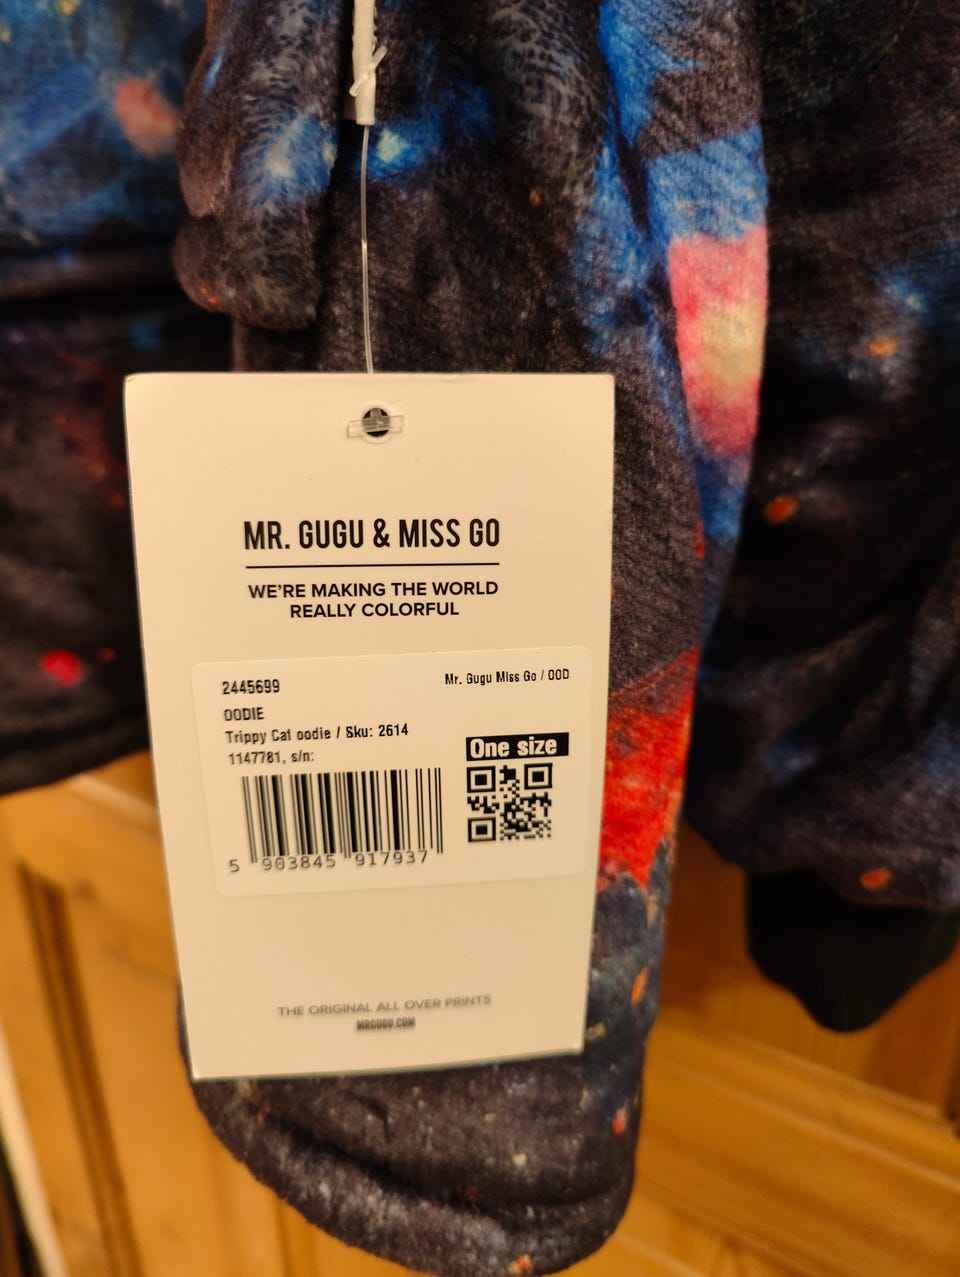 MR. GUGU & MISS GO
WE'RE MAKING THE WORLD
REALLY COLORFUL
2445699
Mr. Gugu Miss Go / OOD
OODIE
Trippy Cat oodie / Sku: 2614
1147781, s/n:
One size
5 903845 917937
THE ORIGINAL ALL OVER PRINTS
MRGUGU.COM